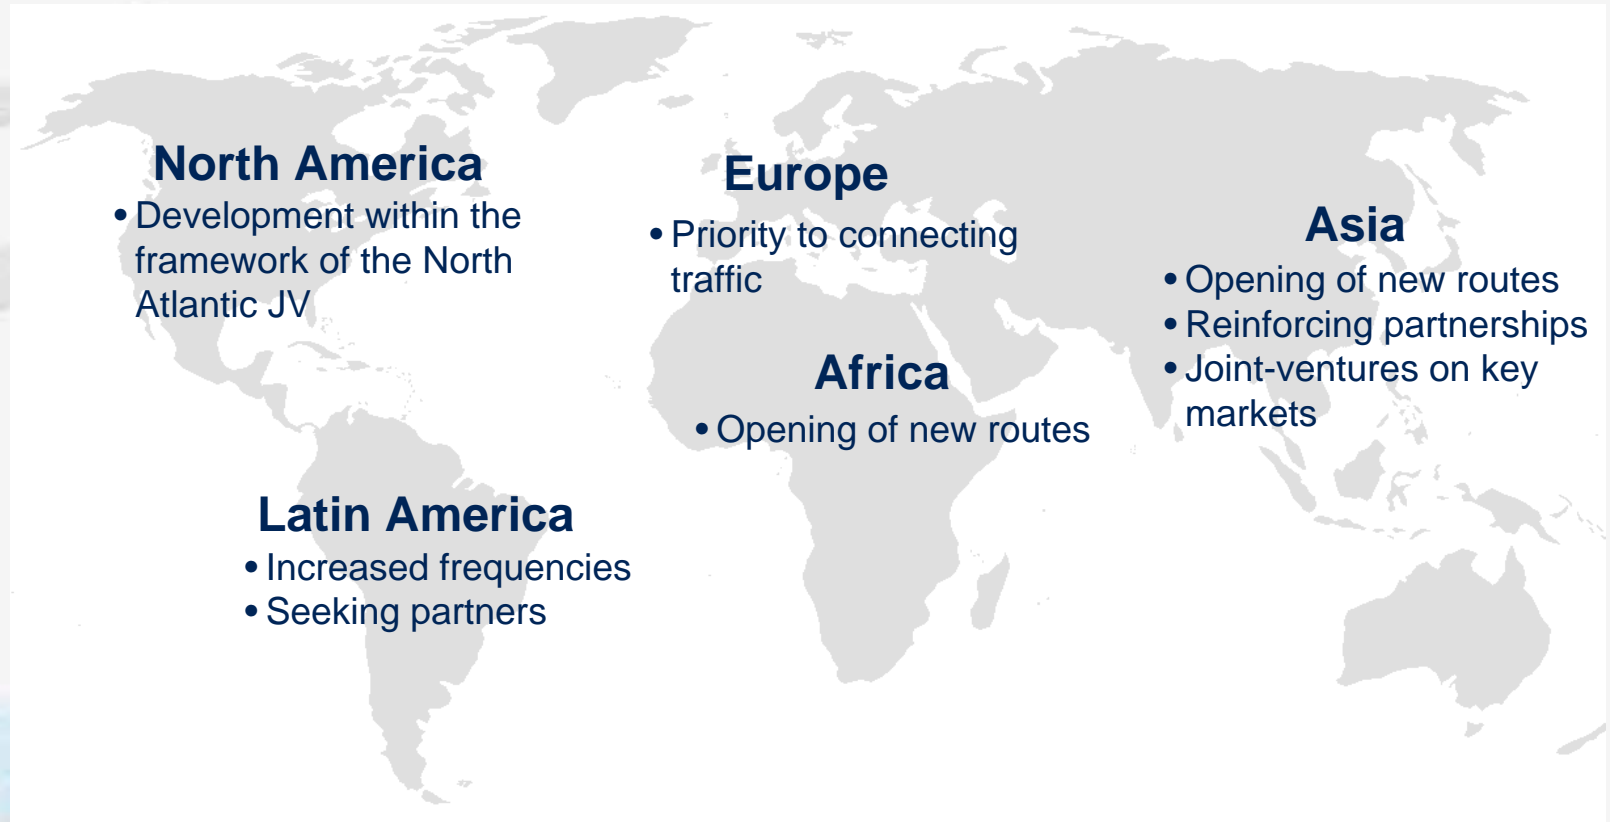 North America
• Development within the
framework of the North
Atlantic JV
Europe
• Priority to connecting
traffic
Asia
• Opening of new routes
• Reinforcing partnerships
• Joint-ventures on key
markets
Africa
• Opening of new routes
Latin America
• Increased frequencies
• Seeking partners